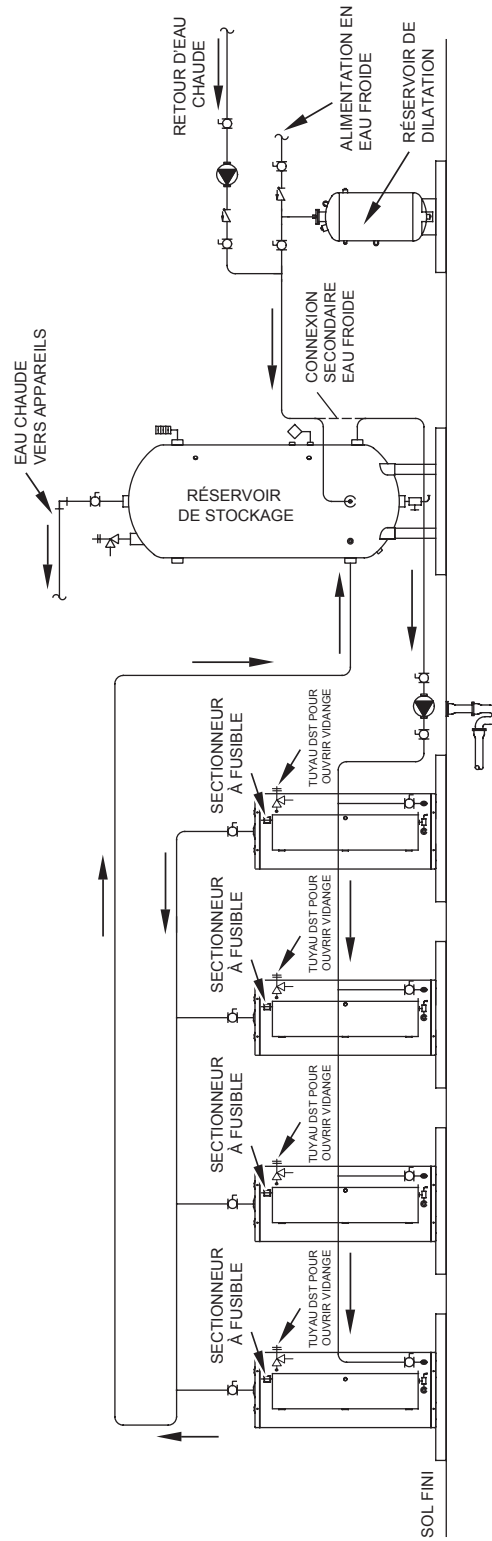 EAU CHAUDE
VERS APPAREILS
RETOUR D'EAU
CHAUDE
ALIMENTATION EN
EAU FROIDE
RÉSERVOIR DE
DILATATION
CONNEXION
SECONDAIRE
EAU FROIDE
RÉSERVOIR
DE STOCKAGE
SECTIONNEUR
À FUSIBLE
TUYAU DST POUR
OUVRIR VIDANGE
SECTIONNEUR
À FUSIBLE
TUYAU DST POUR
OUVRIR VIDANGE
SECTIONNEUR
À FUSIBLE
TUYAU DST POUR
OUVRIR VIDANGE
SECTIONNEUR
À FUSIBLE
TUYAU DST POUR
OUVRIR VIDANGE
SOL FINI